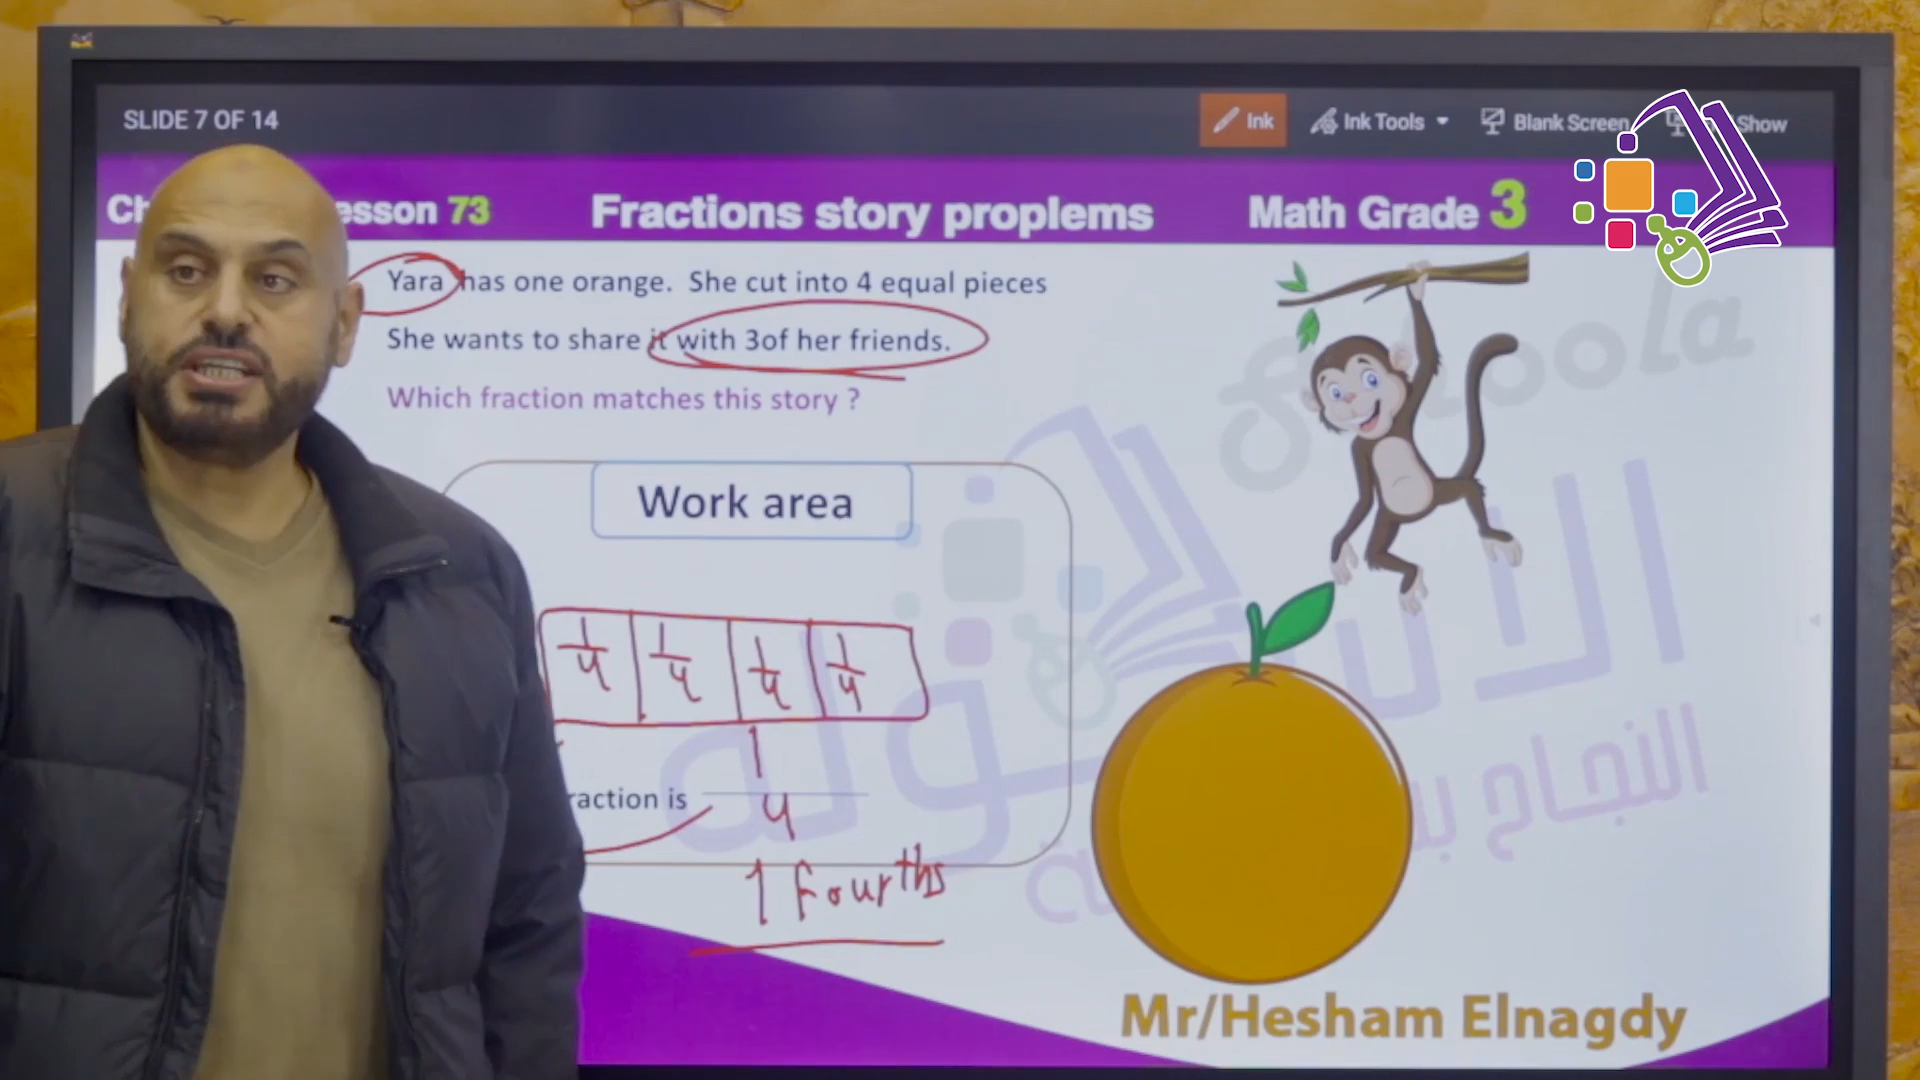 SLIDE 7 OF 14
Ink
Ink Tools
Blank Screen
Show
Lesson 73
Fractions story proplems
Math Grade 3
Yara has one orange. She cut into 4 equal pieces
She wants to share it with 3of her friends.
Which fraction matches this story ?
Work area
1/4 1/4 1/4 1/4
raction is 1/4
1 Fourths
Schoola
الاسكوله
النجاح
Mr/Hesham Elnagdy